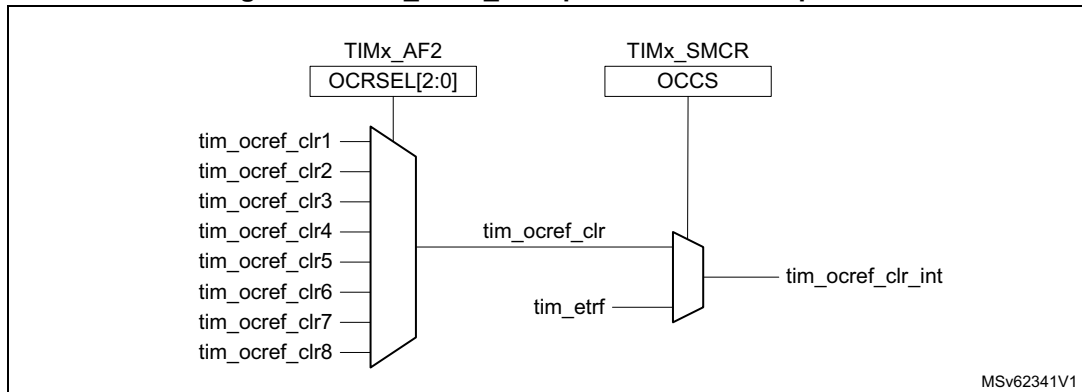 TIMx_AF2
TIMx_SMCR
OCRSEL[2:0]
OCCS
tim_ocref_clr1
tim_ocref_clr2
tim_ocref_clr3
tim_ocref_clr4
tim_ocref_clr5
tim_ocref_clr6
tim_ocref_clr7
tim_ocref_clr8
tim_ocref_clr
tim_etrf
tim_ocref_clr_int
MSv62341V1